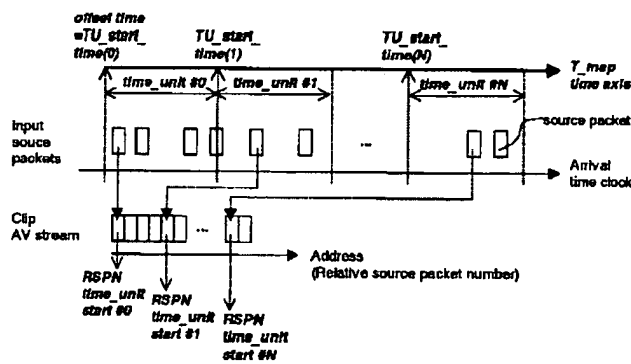 offset time
=TU_start_
time(0)
TU_start_
time(1)
TU_start_
time(N)
time_unit #0
time_unit #1
time_unit #N
T_map
time axis
Input
souce
packets
...
source packet
Arrival
time clock
Clip
AV stream
...
Address
(Relative source packet number)
RSPN
time_unit
start #0
RSPN
time_unit
start #1
RSPN
time_unit
start #N